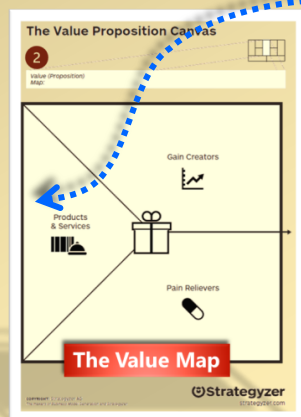 The Value Proposition Canvas
2
Value (Proposition)
Map:
Gain Creators
Products
& Services
Pain Relievers
The Value Map
Strategyzer
strategyzer.com